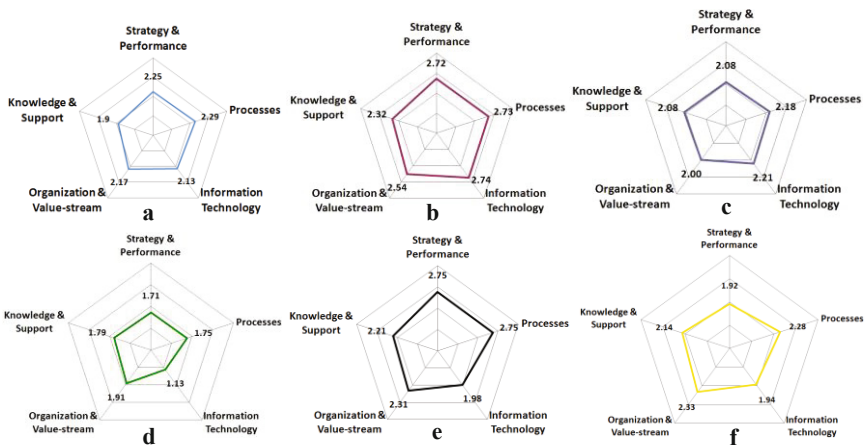 Strategy &
Performance
2.25
Knowledge &
Support
1.9
Processes
2.29
Organization &
Value-stream
2.17
Information
Technology
2.13
a
Strategy &
Performance
2.72
Knowledge &
Support
2.32
Processes
2.73
Organization &
Value-stream
2.54
Information
Technology
2.74
b
Strategy &
Performance
2.08
Knowledge &
Support
2.08
Processes
2.18
Organization &
Value-stream
2.00
Information
Technology
2.21
c
Strategy &
Performance
1.71
Knowledge &
Support
1.79
Processes
1.75
Organization &
Value-stream
1.91
Information
Technology
1.13
d
Strategy &
Performance
2.75
Knowledge &
Support
2.21
Processes
2.75
Organization &
Value-stream
2.31
Information
Technology
1.98
e
Strategy &
Performance
1.92
Knowledge &
Support
2.14
Processes
2.28
Organization &
Value-stream
2.33
Information
Technology
1.94
f